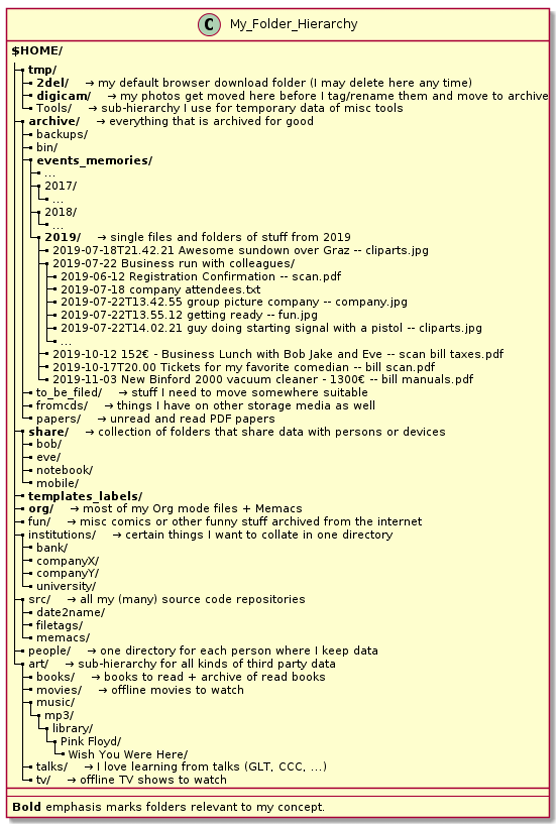 C My_Folder_Hierarchy
$HOME/
tmp/
2del/ → my default browser download folder (I may delete here any time)
digicam/ → my photos get moved here before I tag/rename them and move to archive
Tools/ → sub-hierarchy I use for temporary data of misc tools
archive/ → everything that is archived for good
backups/
bin/
events_memories/
...
2017/
...
2018/
...
2019/ → single files and folders of stuff from 2019
2019-07-18T21.42.21 Awesome sundown over Graz -- cliparts.jpg
2019-07-22 Business run with colleagues/
2019-06-12 Registration Confirmation -- scan.pdf
2019-07-18 company attendees.txt
2019-07-22T13.42.55 group picture company -- company.jpg
2019-07-22T13.55.12 getting ready -- fun.jpg
2019-07-22T14.02.21 guy doing starting signal with a pistol -- cliparts.jpg
...
2019-10-12 152€ - Business Lunch with Bob Jake and Eve -- scan bill taxes.pdf
2019-10-17T20.00 Tickets for my favorite comedian -- bill scan.pdf
2019-11-03 New Binford 2000 vacuum cleaner - 1300€ -- bill manuals.pdf
to_be_filed/ → stuff I need to move somewhere suitable
fromcds/ → things I have on other storage media as well
papers/ → unread and read PDF papers
share/ → collection of folders that share data with persons or devices
bob/
eve/
notebook/
mobile/
templates_labels/
org/ → most of my Org mode files + Memacs
fun/ → misc comics or other funny stuff archived from the internet
institutions/ → certain things I want to collate in one directory
bank/
companyX/
companyY/
university/
src/ → all my (many) source code repositories
date2name/
filetags/
memacs/
people/ → one directory for each person where I keep data
art/ → sub-hierarchy for all kinds of third party data
books/ → books to read + archive of read books
movies/ → offline movies to watch
music/
mp3/
library/
Pink Floyd/
Wish You Were Here/
talks/ → I love learning from talks (GLT, CCC, ...)
tv/ → offline TV shows to watch
Bold emphasis marks folders relevant to my concept.